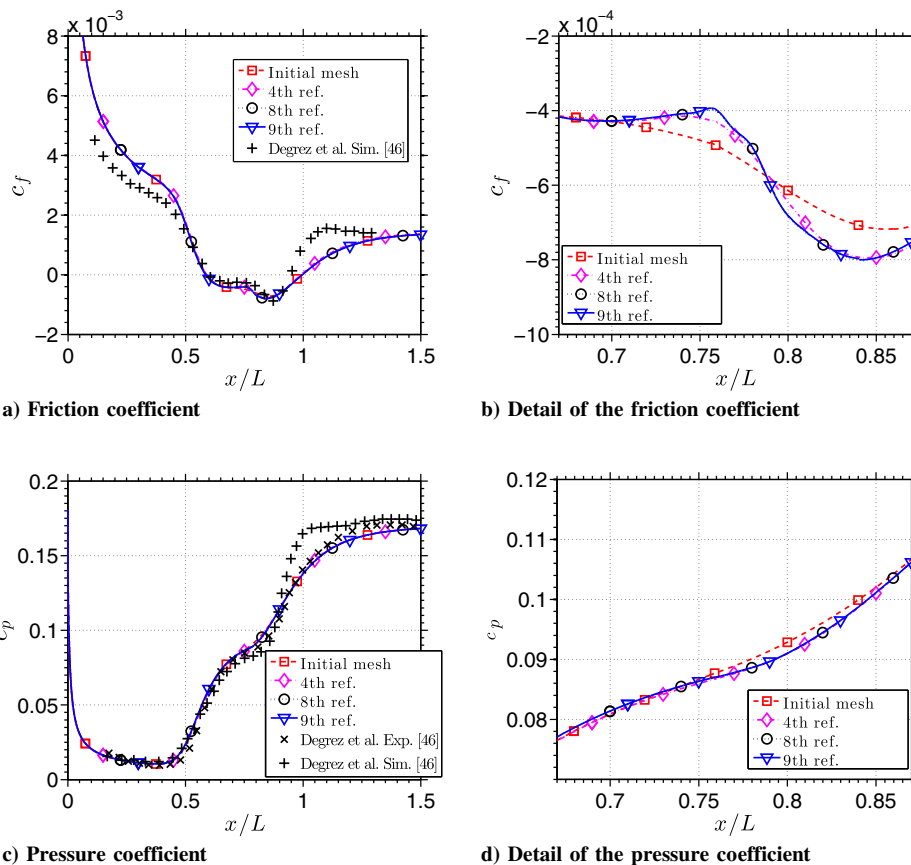 x 10⁻³
8
6
4
2
0
−2
c_f
0
0.5
1
1.5
x/L
Initial mesh
4th ref.
8th ref.
9th ref.
Degrez et al. Sim. [46]
a) Friction coefficient
x 10⁻⁴
−2
−4
−6
−8
−10
c_f
0.7
0.75
0.8
0.85
x/L
Initial mesh
4th ref.
8th ref.
9th ref.
b) Detail of the friction coefficient
0.2
0.15
0.1
0.05
0
c_p
0
0.5
1
1.5
x/L
Initial mesh
4th ref.
8th ref.
9th ref.
Degrez et al. Exp. [46]
Degrez et al. Sim. [46]
c) Pressure coefficient
0.12
0.11
0.1
0.09
0.08
c_p
0.7
0.75
0.8
0.85
x/L
Initial mesh
4th ref.
8th ref.
9th ref.
d) Detail of the pressure coefficient